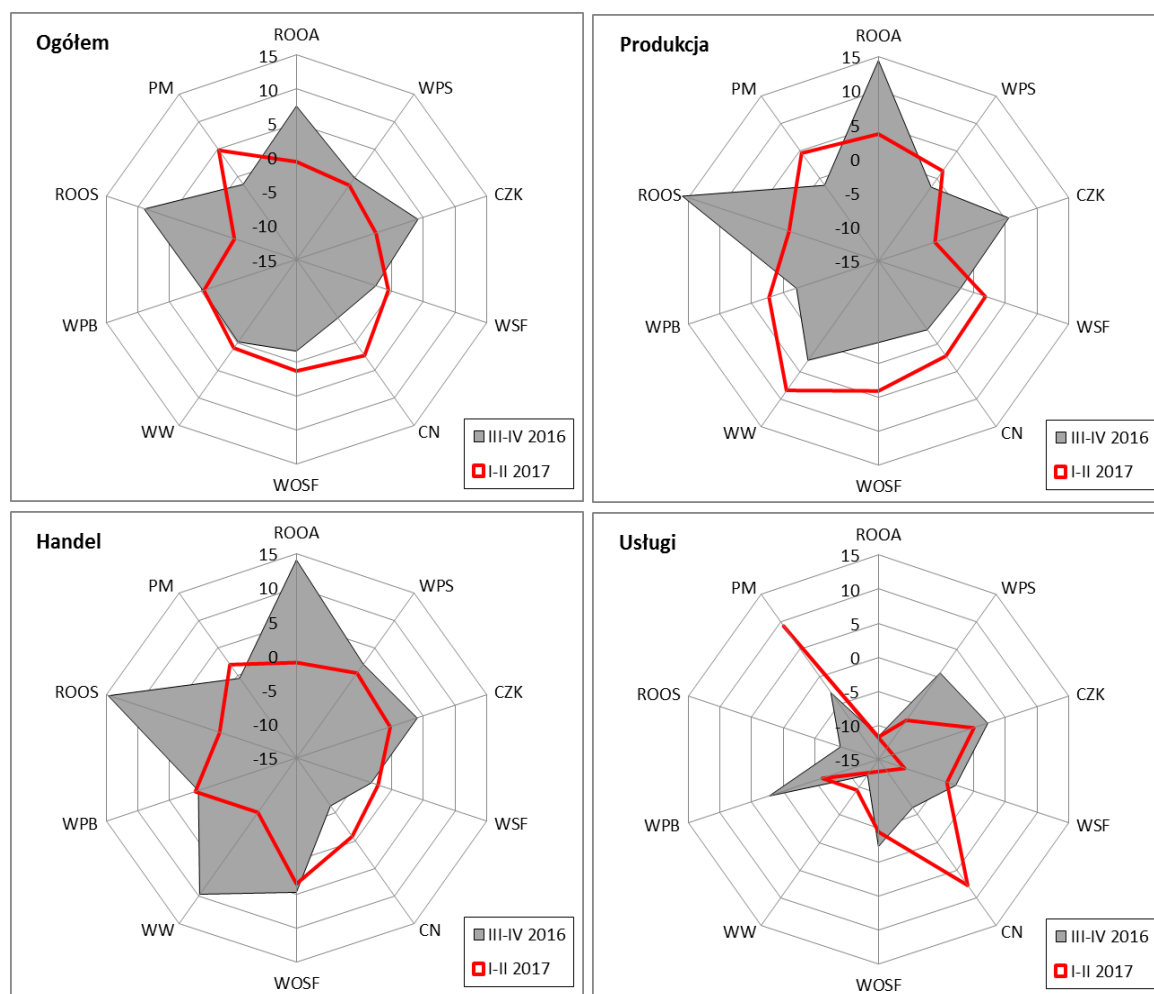 Ogółem
ROOA
WPS
CZK
WSF
CN
WOSF
WW
WPB
ROOS
PM
15
10
5
0
-5
-10
-15
III-IV 2016
I-II 2017
Produkcja
ROOA
WPS
CZK
WSF
CN
WOSF
WW
WPB
ROOS
PM
15
10
5
0
-5
-10
-15
III-IV 2016
I-II 2017
Handel
ROOA
WPS
CZK
WSF
CN
WOSF
WW
WPB
ROOS
PM
15
10
5
0
-5
-10
-15
III-IV 2016
I-II 2017
Usługi
ROOA
WPS
CZK
WSF
CN
WOSF
WW
WPB
ROOS
PM
15
10
5
0
-5
-10
-15
III-IV 2016
I-II 2017